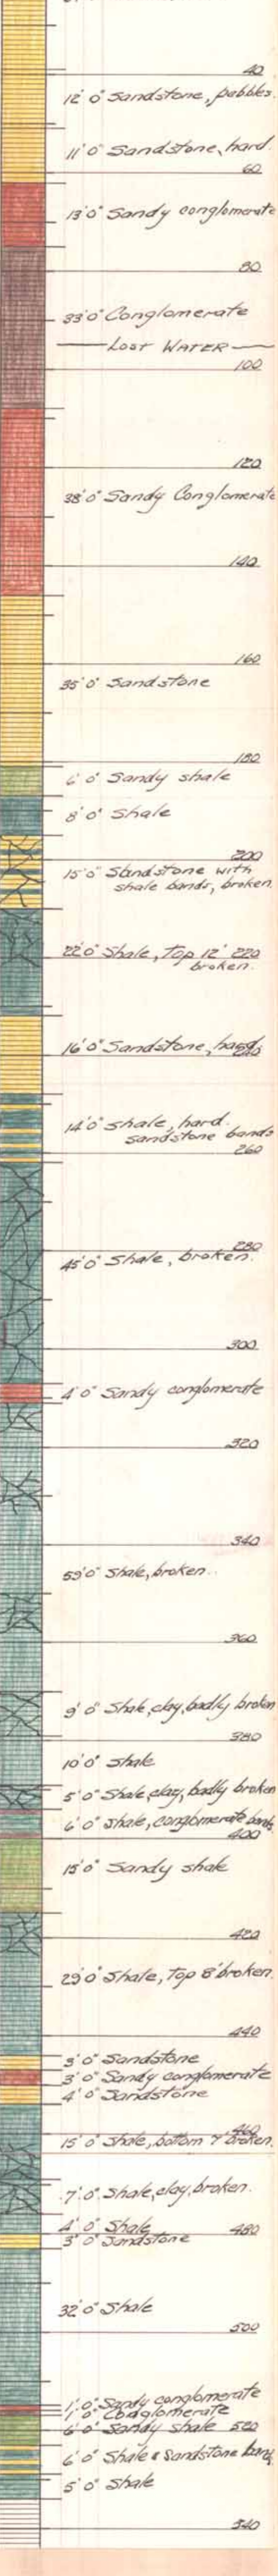 40
12' 0" Sandstone, pebbles.
11' 0" Sandstone, hard.
60
13' 0" Sandy conglomerate
80
33' 0" Conglomerate
LOST WATER
100
120
38' 0" Sandy Conglomerate
140
160
35' 0" Sandstone
180
6' 0" Sandy shale
8' 0" Shale
200
15' 0" Sandstone with
shale bands, broken.
22' 0" Shale, Top 12' 220
broken.
16' 0" Sandstone, hard
240
14' 0" Shale, hard.
sandstone bands
260
280
45' 0" Shale, broken.
300
4' 0" Sandy conglomerate
320
340
59' 0" Shale, broken.
360
9' 0" Shale, clay, badly broken
380
10' 0" Shale
5' 0" Shale, clay, badly broken
6' 0" Shale, conglomerate bands
400
15' 0" Sandy shale
420
29' 0" Shale, Top 8' broken.
440
3' 0" Sandstone
3' 0" Sandy conglomerate
4' 0" Sandstone
460
15' 0" Shale, bottom 7' broken.
7' 0" Shale, clay, broken.
4' 0" Shale 480
3' 0" Sandstone
32' 0" Shale
500
1' 0" Sandy conglomerate
1' 0" Conglomerate
6' 0" Sandy shale 520
6' 0" Shale & Sandstone band,
5' 0" Shale
540